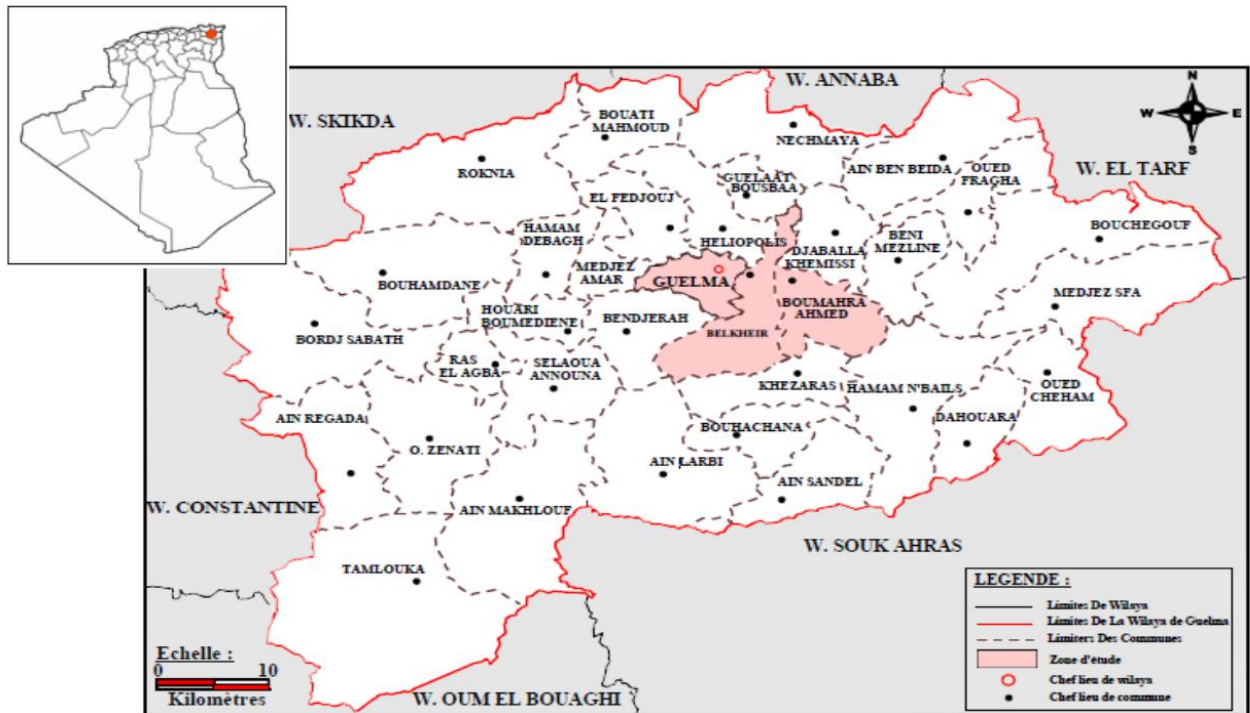 W. ANNABA
N
W E
S
W. SKIKDA
BOUATI
MAHMOUD
NECHMAYA
ROKNIA
AIN BEN BEIDA
OUED
FRAGHA
W. EL TARF
GUELAAT
BOUSBAA
EL FEDJOUJ
HAMAM
DEBAGH
HELIOPOLIS
BENI
MEZLINE
BOUCHEGOUF
DJABALLA
KHEMISSI
MEDJEZ
AMAR
GUELMA
BOUHAMDANE
MEDJEZ SFA
HOUARI
BOUMEDIENE
BENDJERAH
BOUMAHRA
AHMED
BELKHEIR
BORDJ SABATH
RAS
EL AGBA
SELAOUA
ANNOUNA
KHEZARAS
HAMAM N'BAILS
OUED
CHEHAM
AIN REGADA
DAHOUARA
BOUHACHANA
O. ZENATI
AIN LARBI
AIN SANDEL
W. CONSTANTINE
AIN MAKHLOUF
W. SOUK AHRAS
TAMLOUKA
LEGENDE :
Limites De Wilaya
Limites De La Wilaya de Guelma
Limiters Des Communes
Zone d'étude
Chef lieu de wilaya
Chef lieu de commune
Echelle :
0 10
Kilomètres
W. OUM EL BOUAGHI